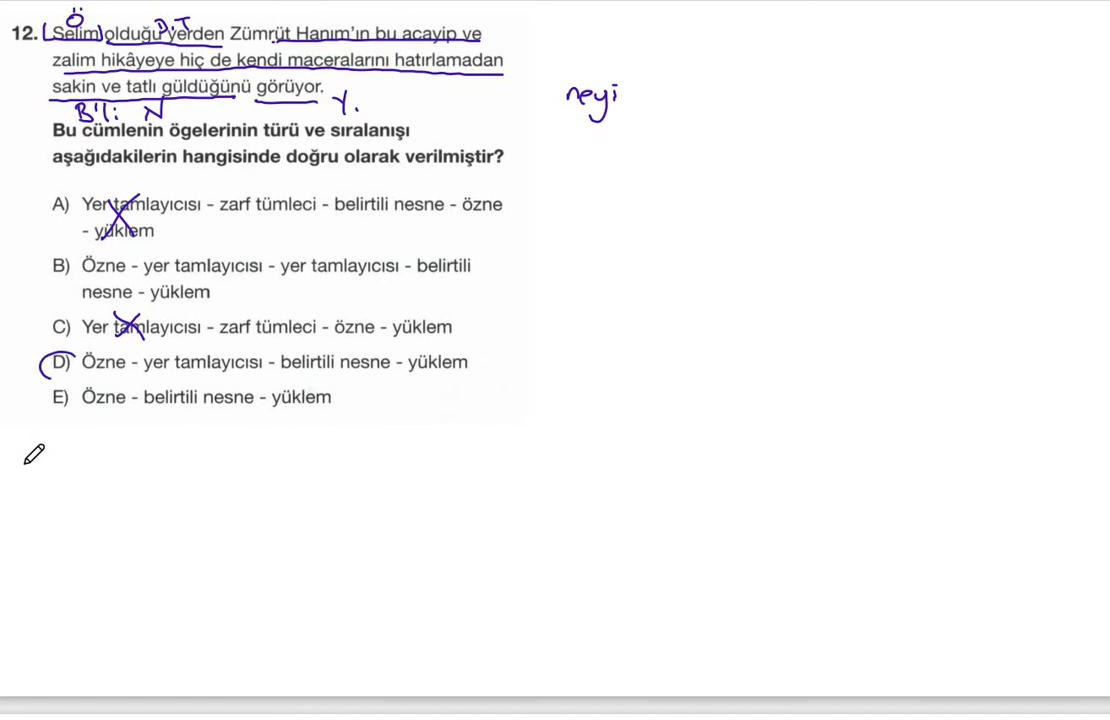 Ö
D.T
12. Selim olduğu yerden Zümrüt Hanım'ın bu acayip ve
zalim hikâyeye hiç de kendi maceralarını hatırlamadan
sakin ve tatlı güldüğünü görüyor.
B'li N
Y.
neyi
Bu cümlenin ögelerinin türü ve sıralanışı
aşağıdakilerin hangisinde doğru olarak verilmiştir?
A) Yer tamlayıcısı - zarf tümleci - belirtili nesne - özne
- yüklem
B) Özne - yer tamlayıcısı - yer tamlayıcısı - belirtili
nesne - yüklem
C) Yer tamlayıcısı - zarf tümleci - özne - yüklem
D) Özne - yer tamlayıcısı - belirtili nesne - yüklem
E) Özne - belirtili nesne - yüklem